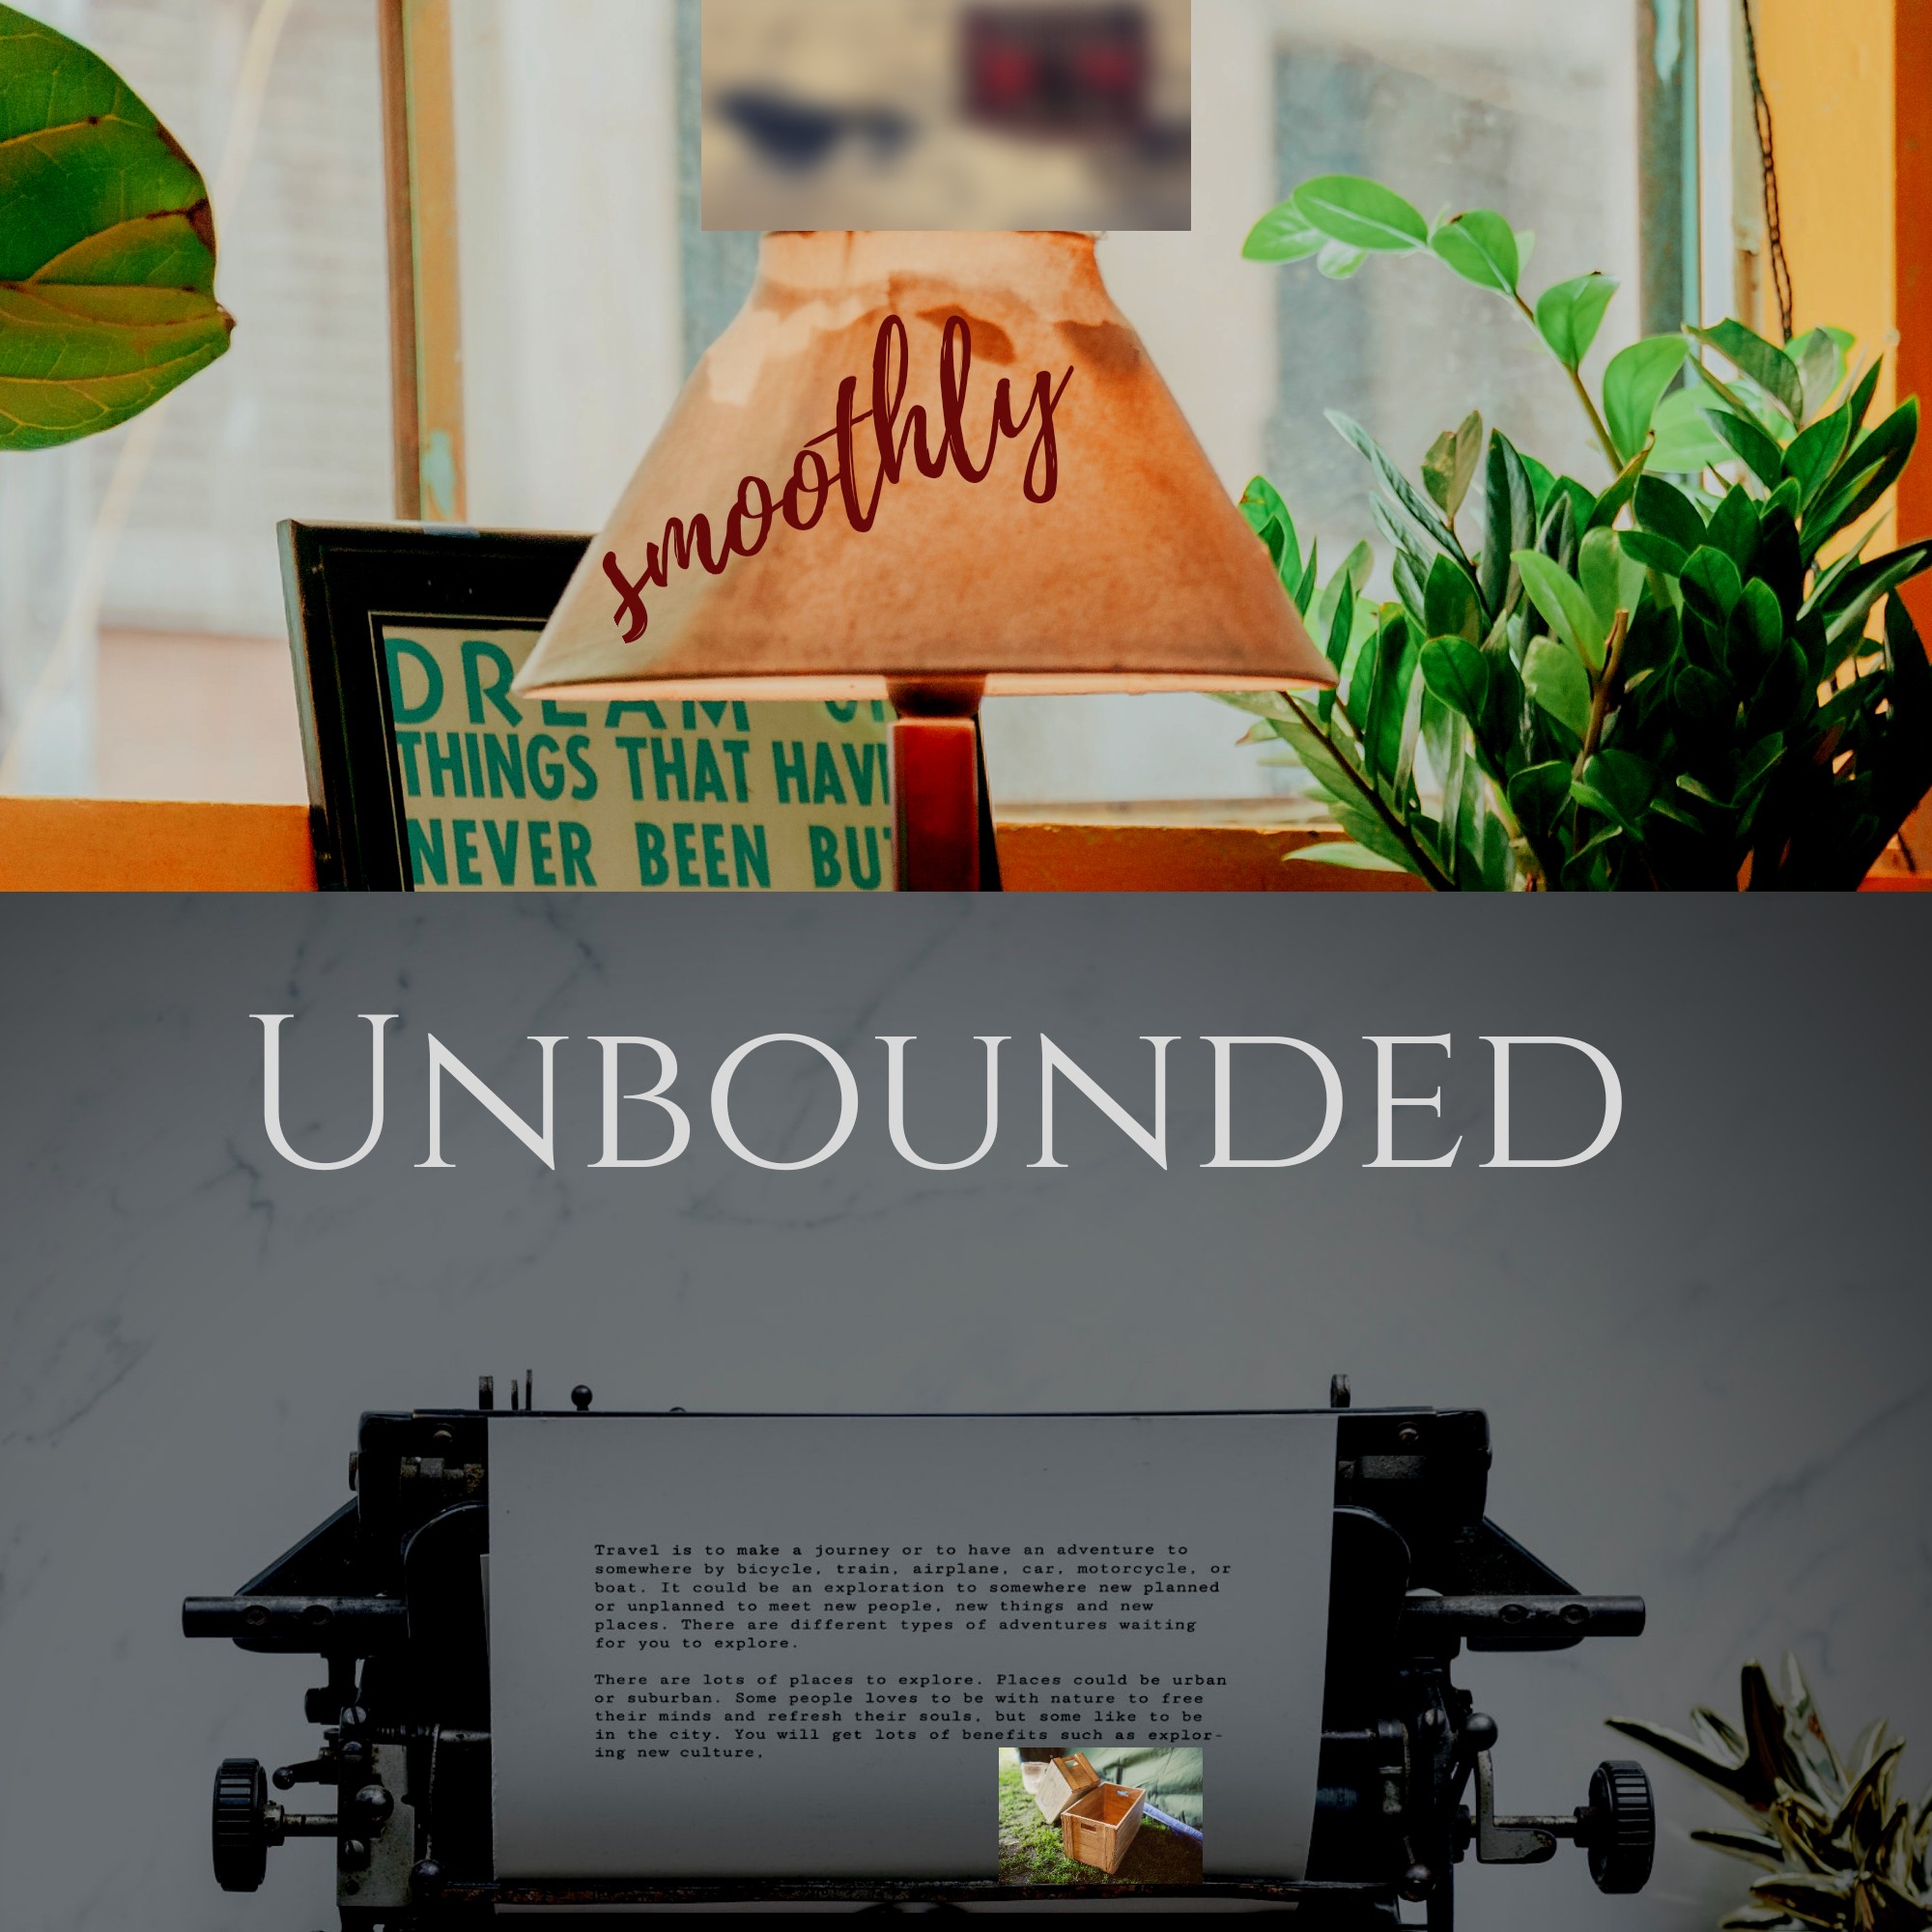 smoothly
DREAM
THINGS THAT HAV
NEVER BEEN BUT
UNBOUNDED
Travel is to make a journey or to have an adventure to
somewhere by bicycle, train, airplane, car, motorcycle, or
boat. It could be an exploration to somewhere new planned
or unplanned to meet new people, new things and new
places. There are different types of adventures waiting
for you to explore.
There are lots of places to explore. Places could be urban
or suburban. Some people loves to be with nature to free
their minds and refresh their souls, but some like to be
in the city. You will get lots of benefits such as explor-
ing new culture,